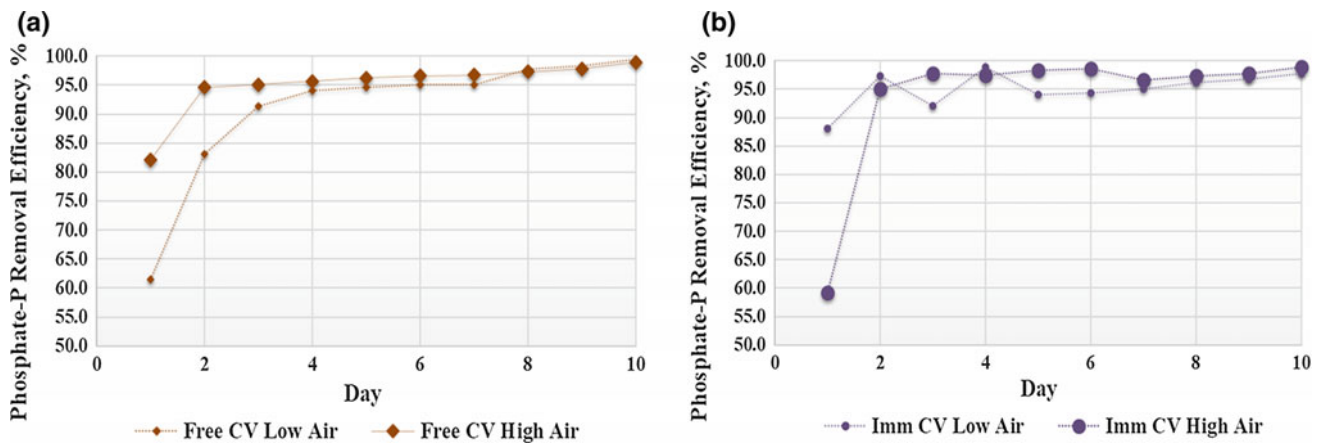 (a)
Phosphate-P Removal Efficiency, %
100.0
95.0
90.0
85.0
80.0
75.0
70.0
65.0
60.0
55.0
50.0
0 2 4 6 8 10
Day
Free CV Low Air Free CV High Air
(b)
Phosphate-P Removal Efficiency, %
100.0
95.0
90.0
85.0
80.0
75.0
70.0
65.0
60.0
55.0
50.0
0 2 4 6 8 10
Day
Imm CV Low Air Imm CV High Air